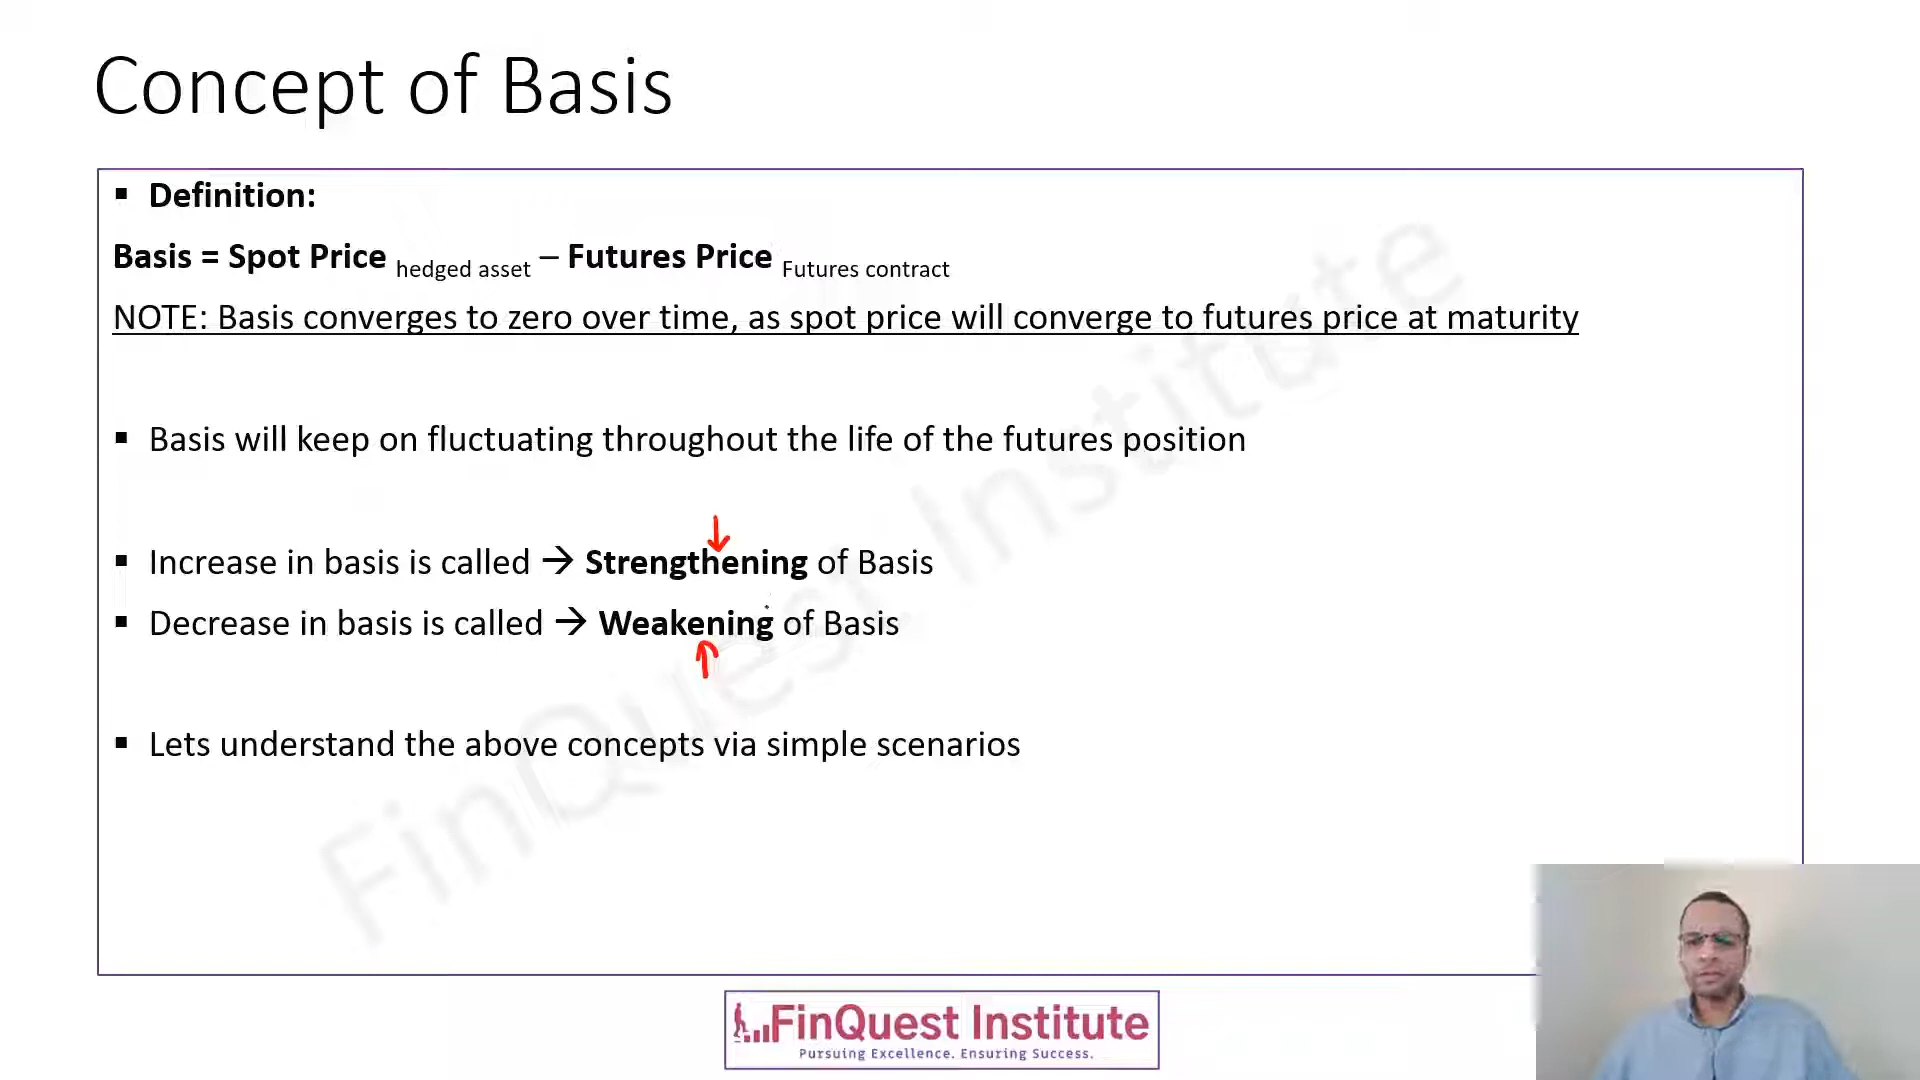 Concept of Basis
▪ Definition:
Basis = Spot Price hedged asset – Futures Price Futures contract
NOTE: Basis converges to zero over time, as spot price will converge to futures price at maturity
▪ Basis will keep on fluctuating throughout the life of the futures position
▪ Increase in basis is called → Strengthening of Basis
▪ Decrease in basis is called → Weakening of Basis
▪ Lets understand the above concepts via simple scenarios
FinQuest Institute
FinQuest Institute
Pursuing Excellence. Ensuring Success.